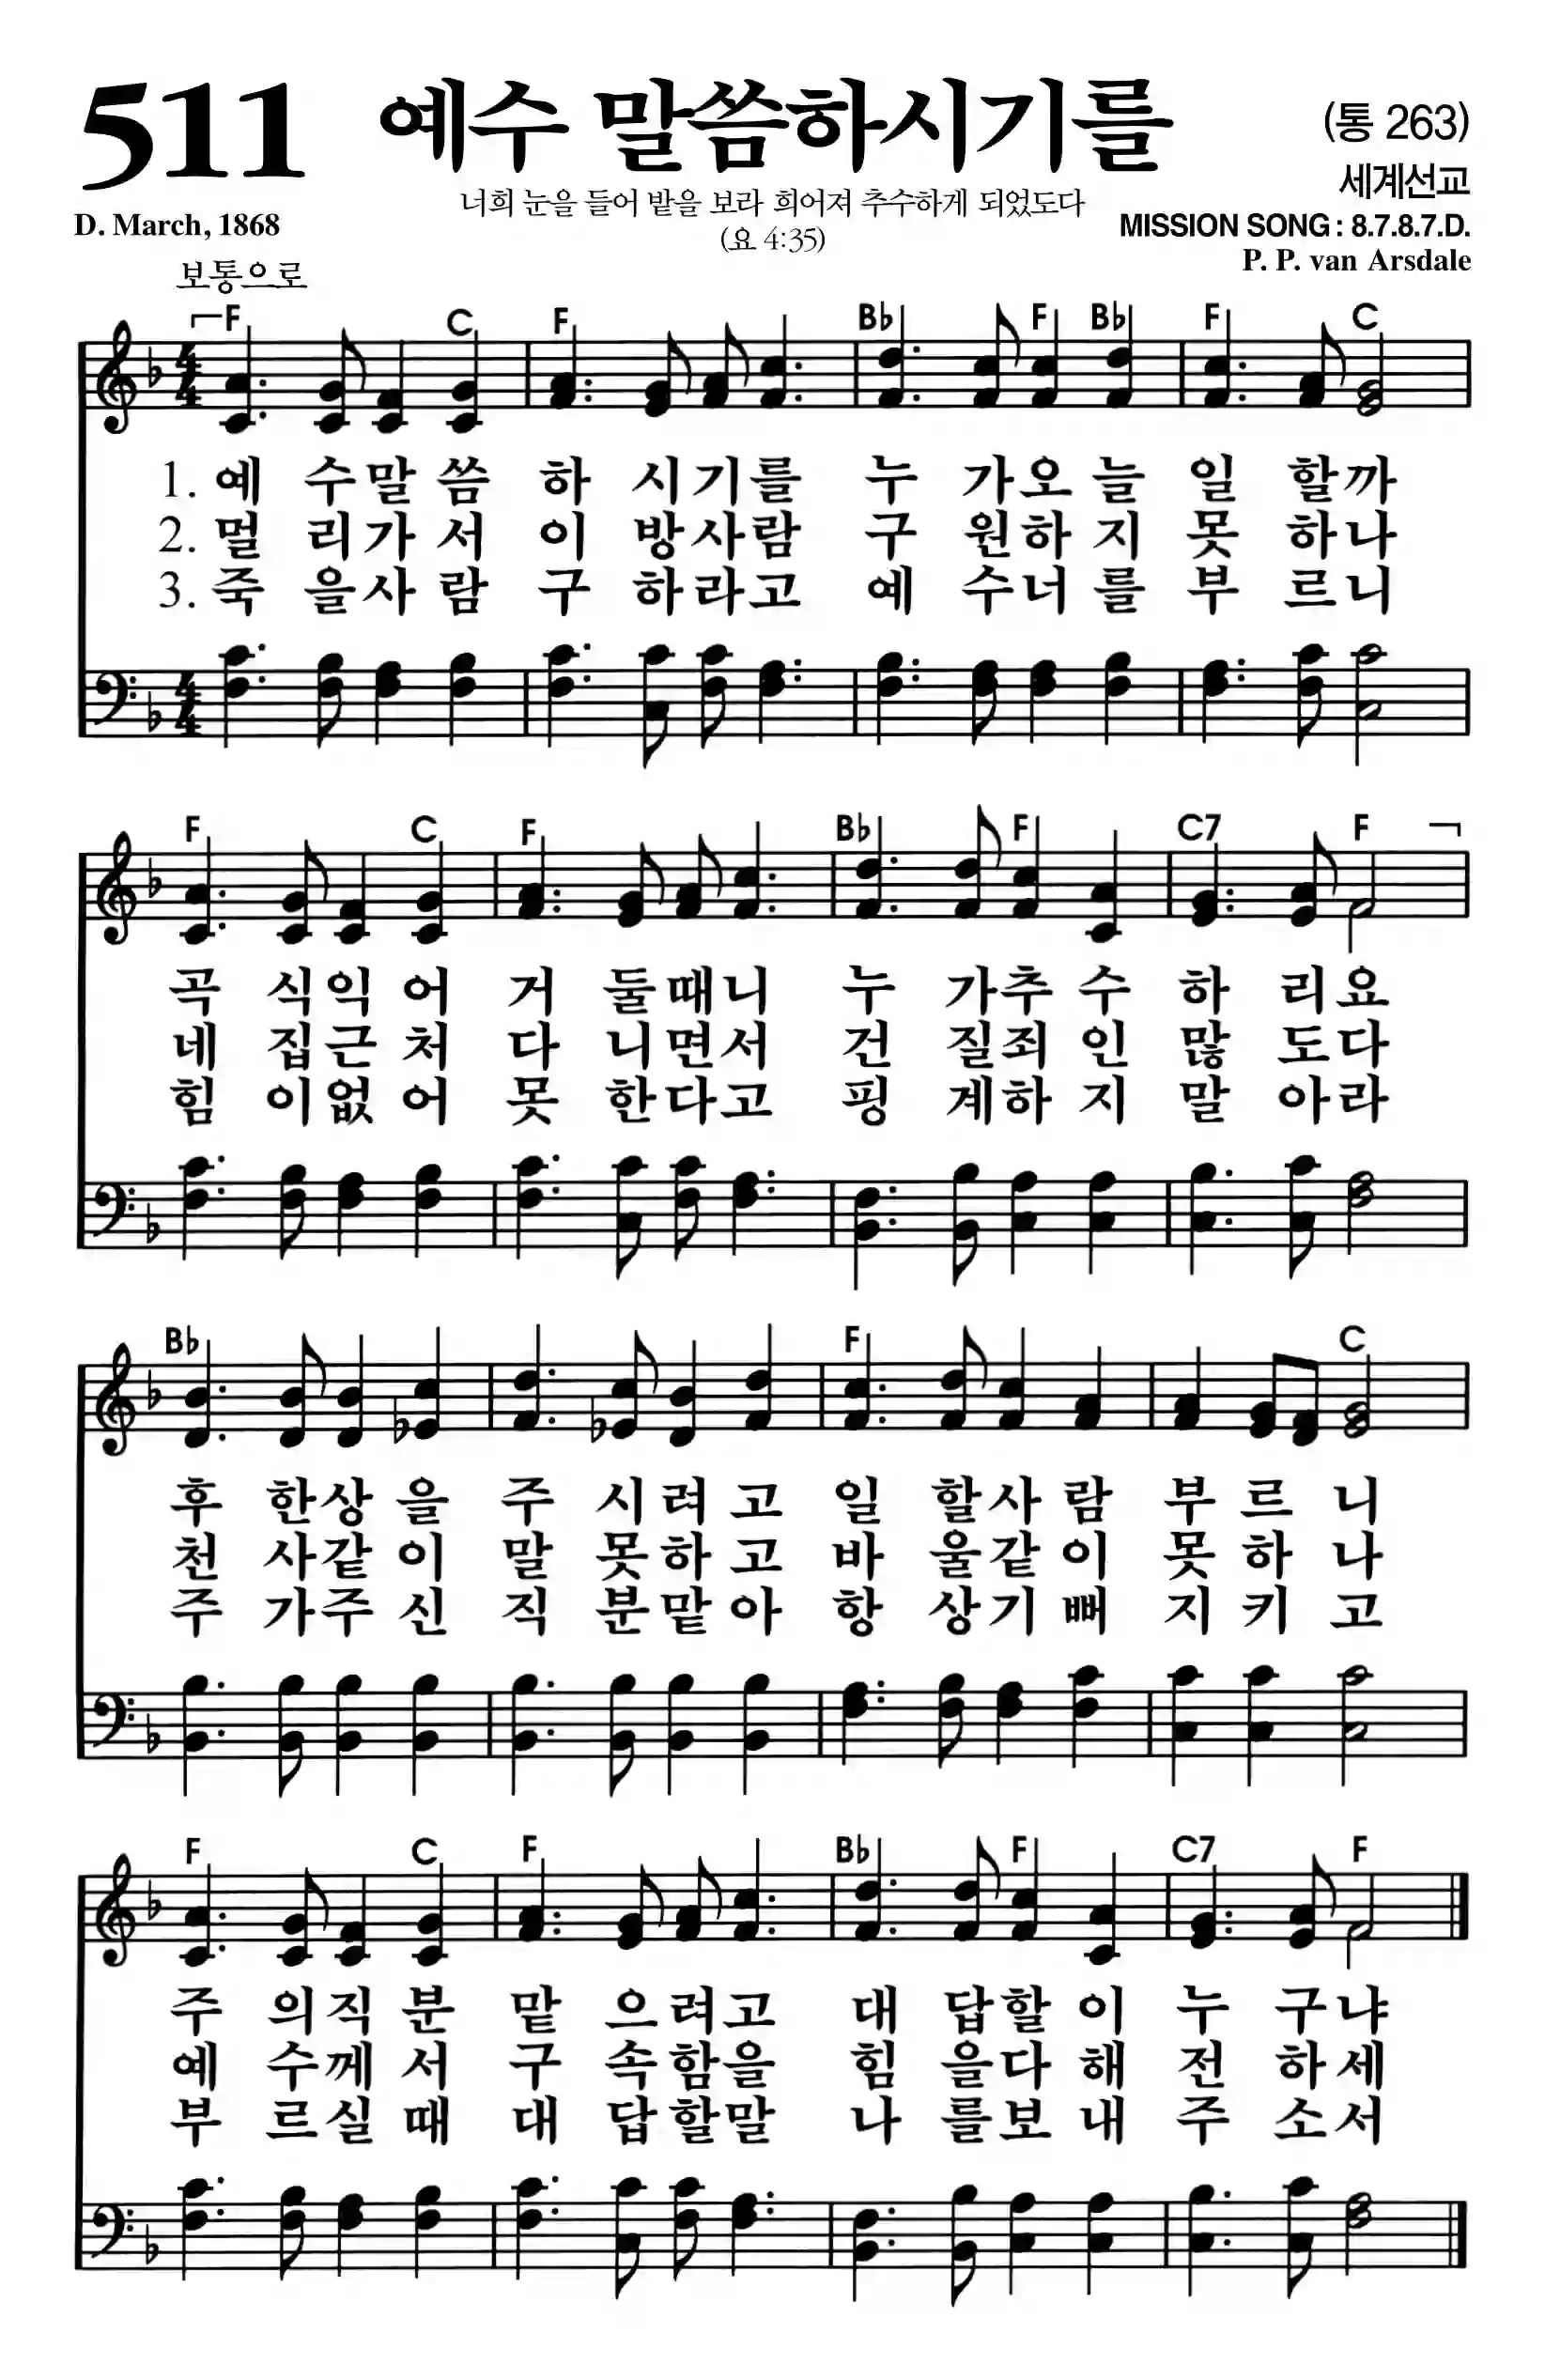 511 예수 말씀하시기를 (통 263)
세계선교
너희 눈을 들어 밭을 보라 희어져 추수하게 되었도다
(요 4:35)
D. March, 1868
MISSION SONG : 8.7.8.7.D.
P. P. van Arsdale
보통으로
F C F B♭ F B♭ F C
1. 예 수말 씀 하 시기를 누 가오 늘 일 할까
2. 멀 리가 서 이 방사람 구 원하 지 못 하나
3. 죽 을사 람 구 하라고 예 수너 를 부 르니
F C F B♭ F C7 F
곡 식익 어 거 둘때니 누 가추 수 하 리요
네 집근 처 다 니면서 건 질죄 인 많 도다
힘 이없 어 못 한다고 핑 계하 지 말 아라
B♭ F C
후 한상 을 주 시려 고 일 할사 람 부 르 니
천 사같 이 말 못하 고 바 울같 이 못 하 나
주 가주 신 직 분맡 아 항 상기 뻐 지 키 고
F C F B♭ F C7 F
주 의직 분 맡 으려고 대 답할 이 누 구냐
예 수께 서 구 속함을 힘 을다 해 전 하세
부 르실 때 대 답할말 나 를보 내 주 소서